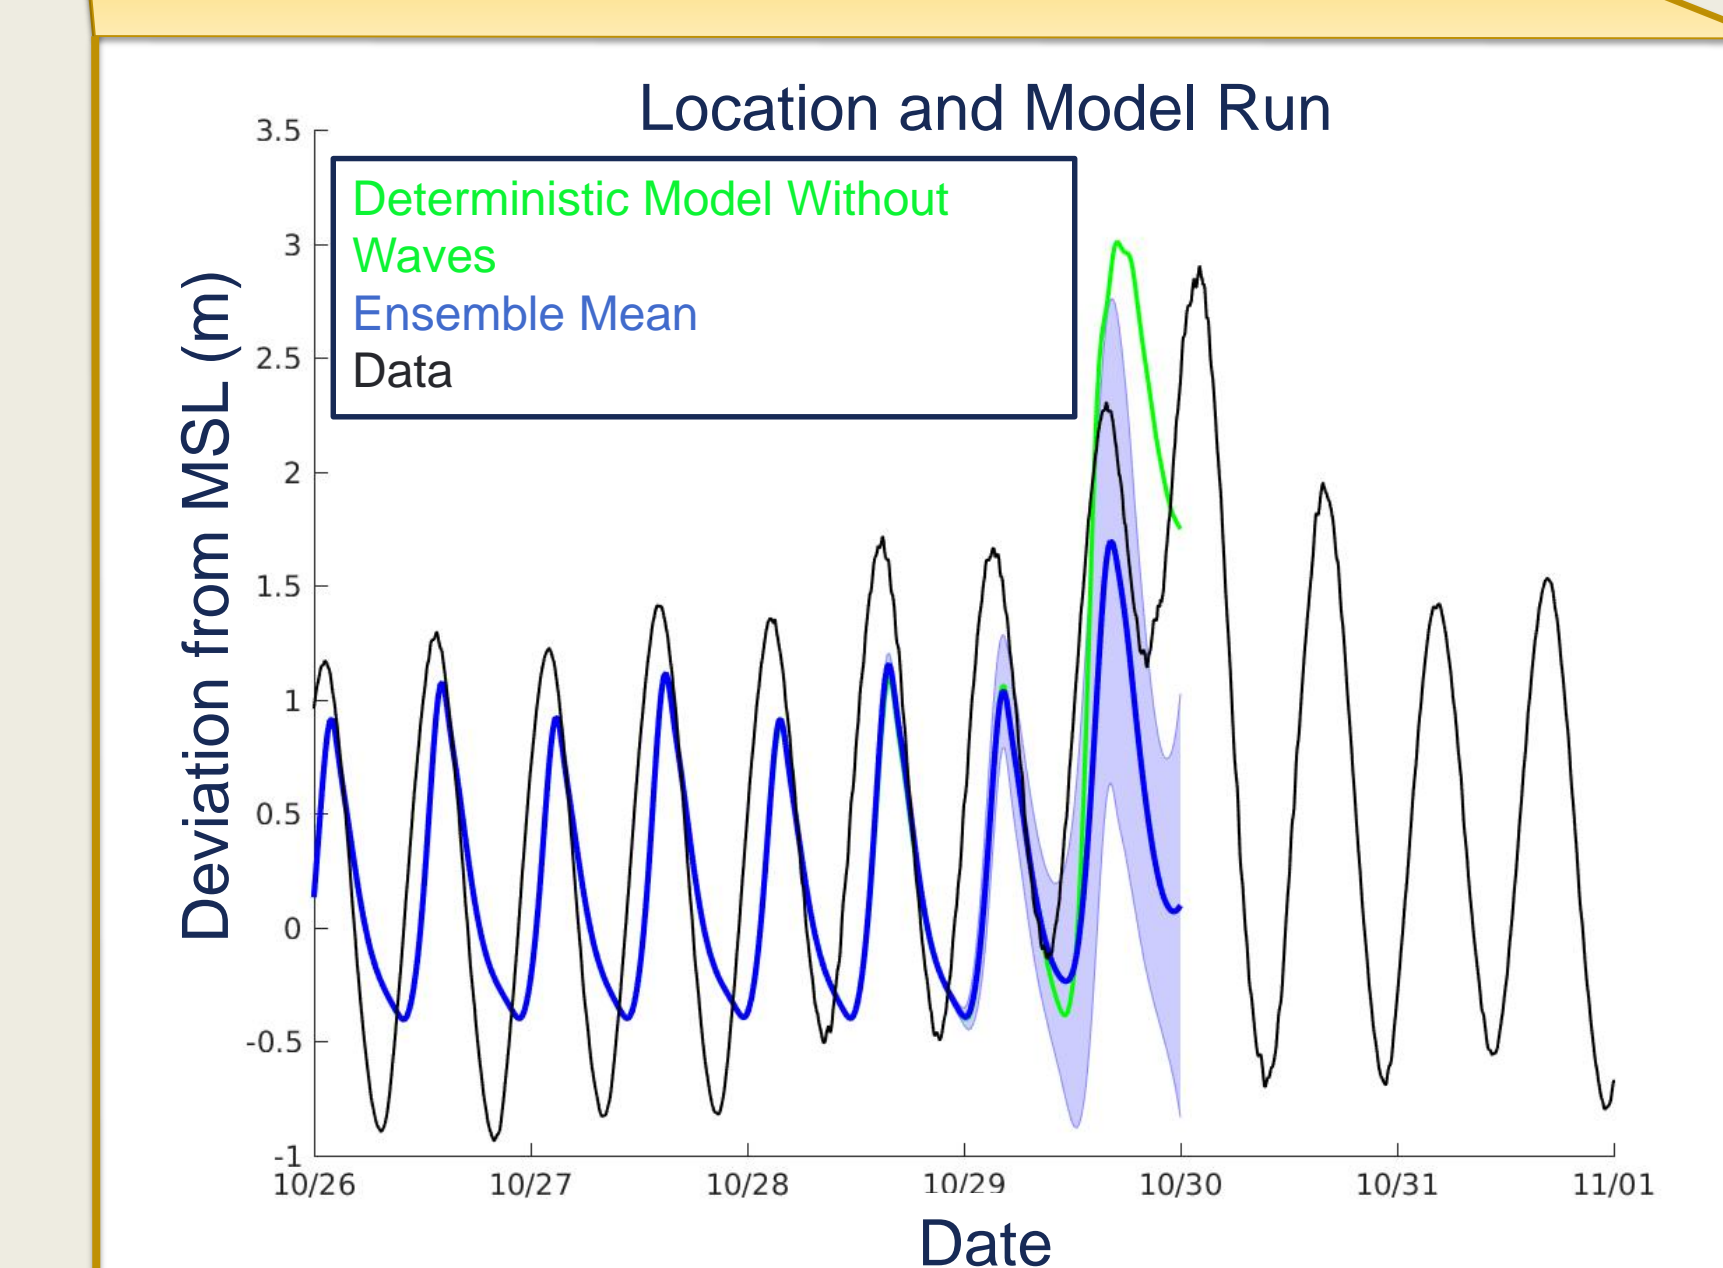 Location and Model Run
Deterministic Model Without
Waves
Ensemble Mean
Data
Deviation from MSL (m)
3.5
3
2.5
2
1.5
1
0.5
0
-0.5
-1
10/26 10/27 10/28 10/29 10/30 10/31 11/01
Date